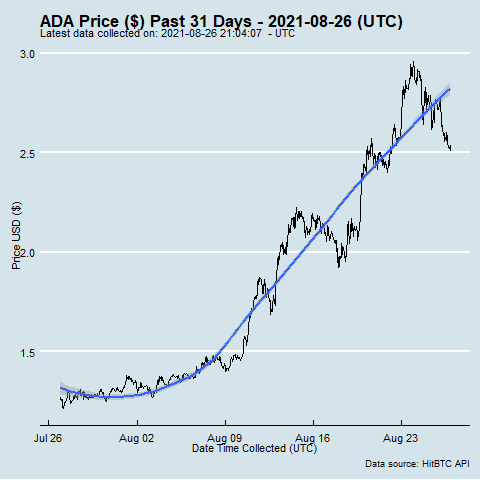 ADA Price ($) Past 31 Days - 2021-08-26 (UTC)
Latest data collected on: 2021-08-26 21:04:07 - UTC
3.0
2.5
2.0
1.5
Price USD ($)
Jul 26 Aug 02 Aug 09 Aug 16 Aug 23
Date Time Collected (UTC)
Data source: HitBTC API